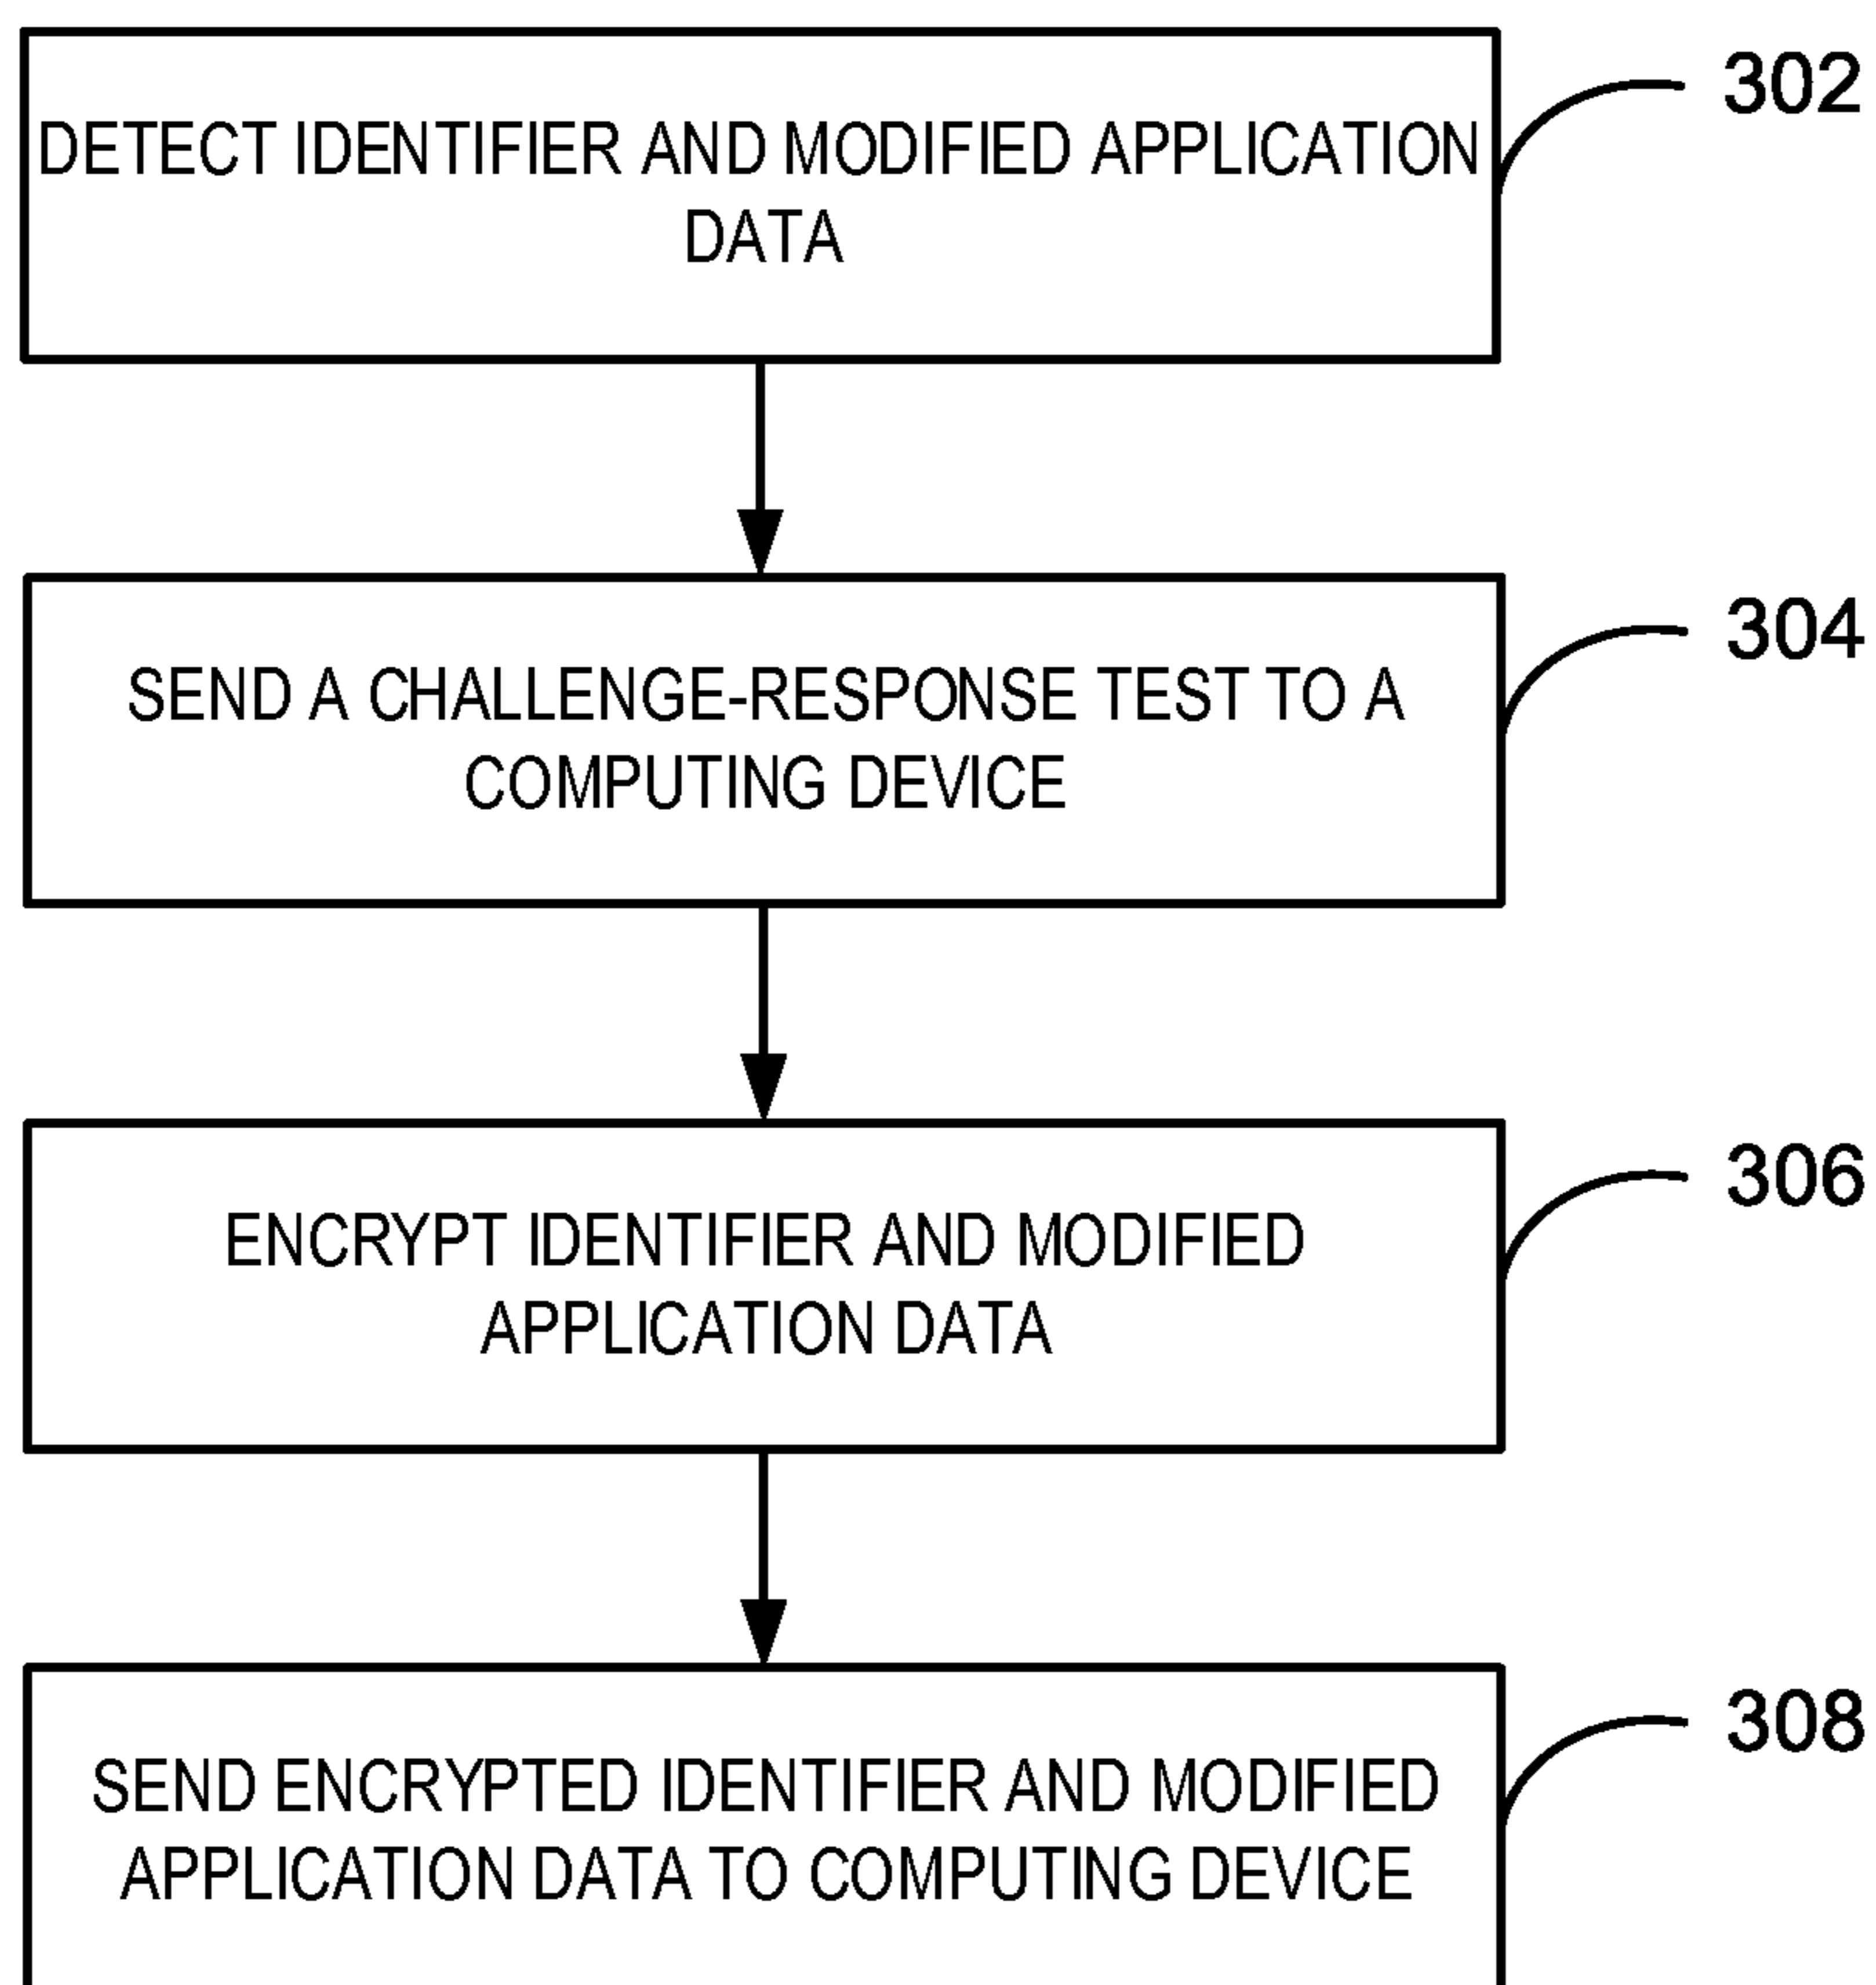 DETECT IDENTIFIER AND MODIFIED APPLICATION
DATA
302
SEND A CHALLENGE-RESPONSE TEST TO A
COMPUTING DEVICE
304
ENCRYPT IDENTIFIER AND MODIFIED
APPLICATION DATA
306
SEND ENCRYPTED IDENTIFIER AND MODIFIED
APPLICATION DATA TO COMPUTING DEVICE
308